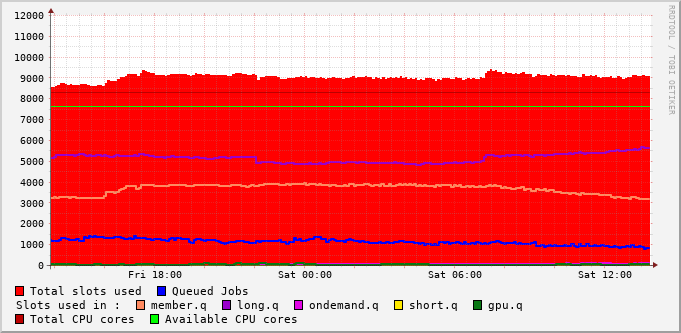 12000
11000
10000
9000
8000
7000
6000
5000
4000
3000
2000
1000
0
Fri 18:00 Sat 00:00 Sat 06:00 Sat 12:00
Total slots used Queued Jobs
Slots used in : member.q long.q ondemand.q short.q gpu.q
Total CPU cores Available CPU cores
RRDTOOL / TOBI OETIKER